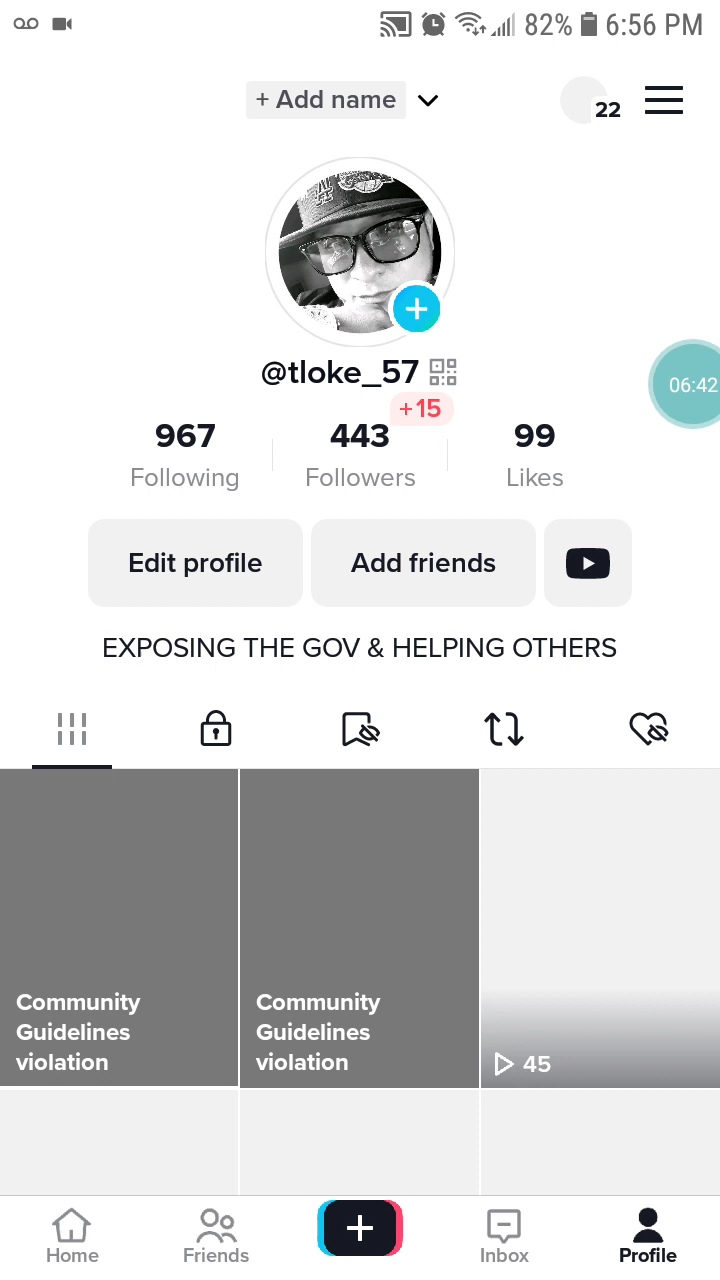 82% 6:56 PM
+ Add name
22
@tloke_57
+15
967 443 99
Following Followers Likes
06:42
Edit profile Add friends
EXPOSING THE GOV & HELPING OTHERS
Community
Guidelines
violation
Community
Guidelines
violation
45
Home Friends Inbox Profile